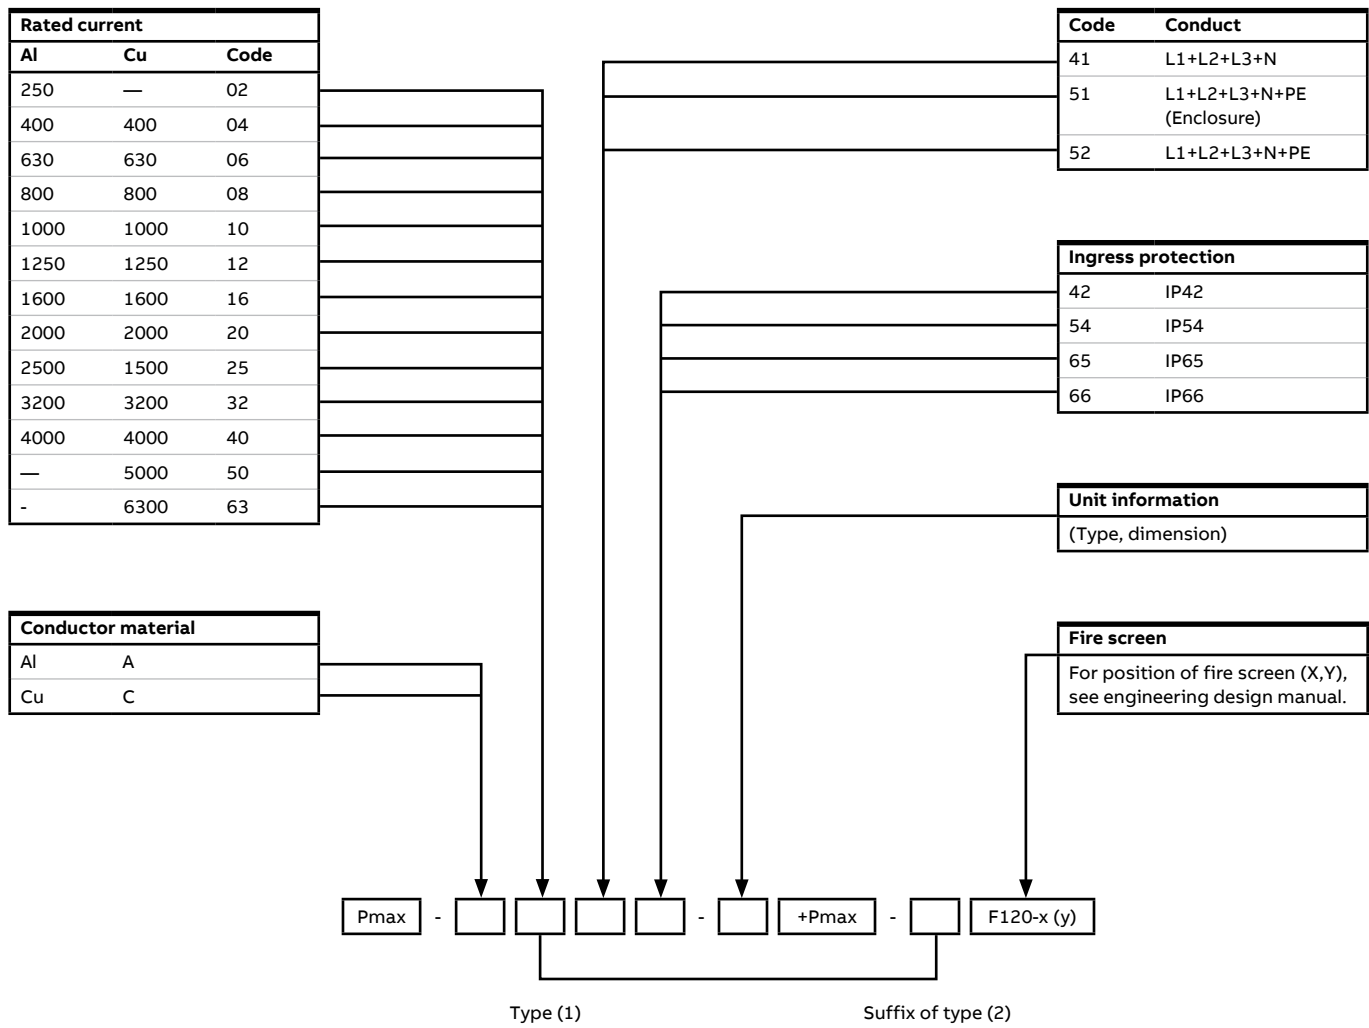 Rated current
Al Cu Code
250 — 02
400 400 04
630 630 06
800 800 08
1000 1000 10
1250 1250 12
1600 1600 16
2000 2000 20
2500 1500 25
3200 3200 32
4000 4000 40
— 5000 50
- 6300 63
Conductor material
Al A
Cu C
Code Conduct
41 L1+L2+L3+N
51 L1+L2+L3+N+PE
(Enclosure)
52 L1+L2+L3+N+PE
Ingress protection
42 IP42
54 IP54
65 IP65
66 IP66
Unit information
(Type, dimension)
Fire screen
For position of fire screen (X,Y),
see engineering design manual.
Pmax - - +Pmax - F120-x (y)
Type (1) Suffix of type (2)